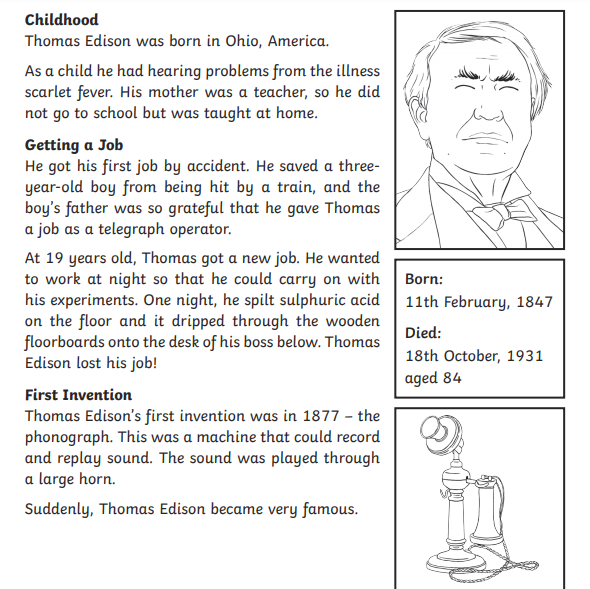 Childhood
Thomas Edison was born in Ohio, America.
As a child he had hearing problems from the illness
scarlet fever. His mother was a teacher, so he did
not go to school but was taught at home.
Getting a Job
He got his first job by accident. He saved a three-
year-old boy from being hit by a train, and the
boy's father was so grateful that he gave Thomas
a job as a telegraph operator.
At 19 years old, Thomas got a new job. He wanted
to work at night so that he could carry on with
his experiments. One night, he spilt sulphuric acid
on the floor and it dripped through the wooden
floorboards onto the desk of his boss below. Thomas
Edison lost his job!
First Invention
Thomas Edison's first invention was in 1877 – the
phonograph. This was a machine that could record
and replay sound. The sound was played through
a large horn.
Suddenly, Thomas Edison became very famous.
Born:
11th February, 1847
Died:
18th October, 1931
aged 84